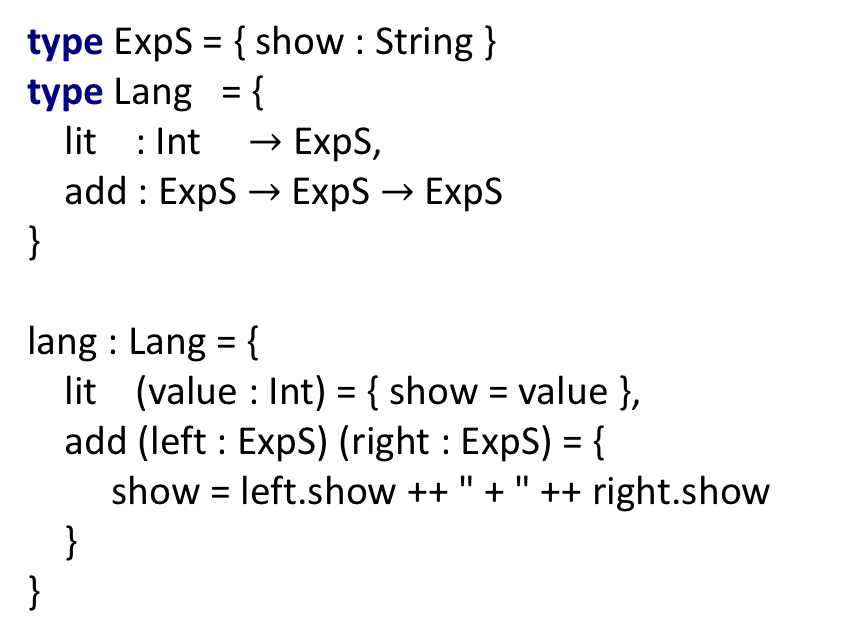 type ExpS = { show : String }
type Lang = {
lit : Int → ExpS,
add : ExpS → ExpS → ExpS
}
lang : Lang = {
lit (value : Int) = { show = value },
add (left : ExpS) (right : ExpS) = {
show = left.show ++ " + " ++ right.show
}
}